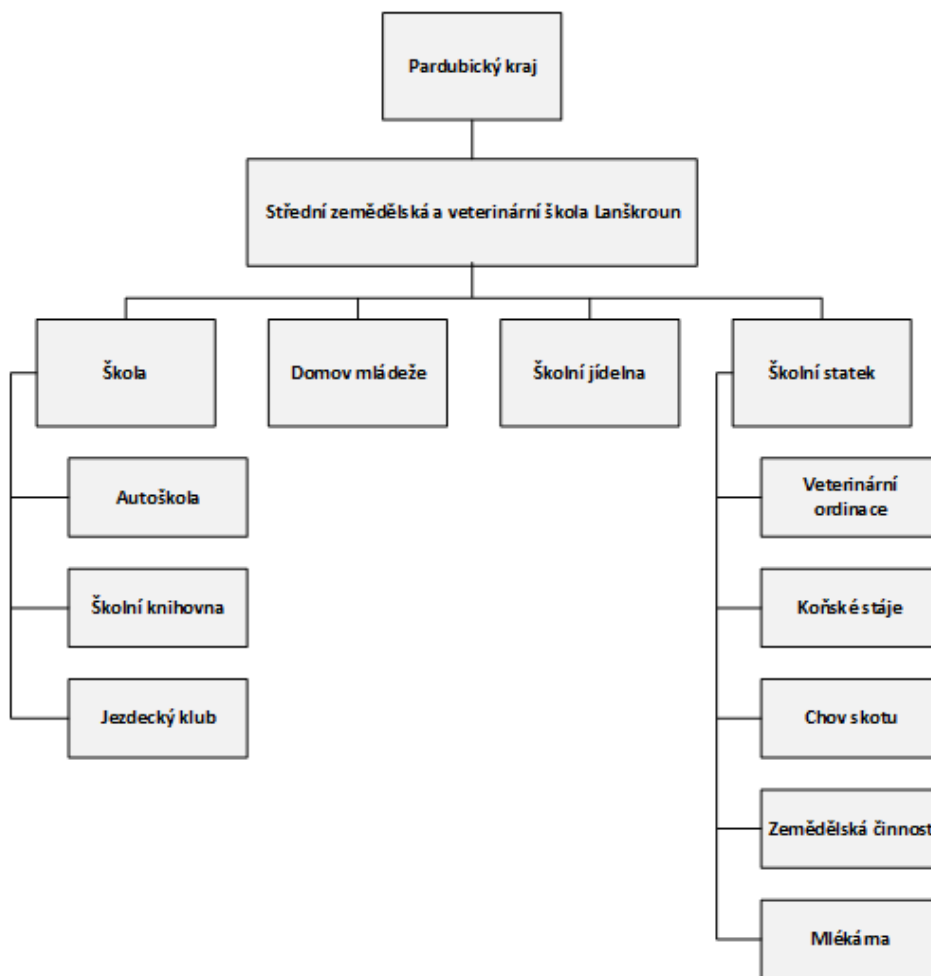 Pardubický kraj
Střední zemědělská a veterinární škola Lanškroun
Škola
Domov mládeže
Školní jídelna
Školní statek
Autoškola
Školní knihovna
Jezdecký klub
Veterinární
ordinace
Koňské stáje
Chov skotu
Zemědělská činnost
Mlékárna